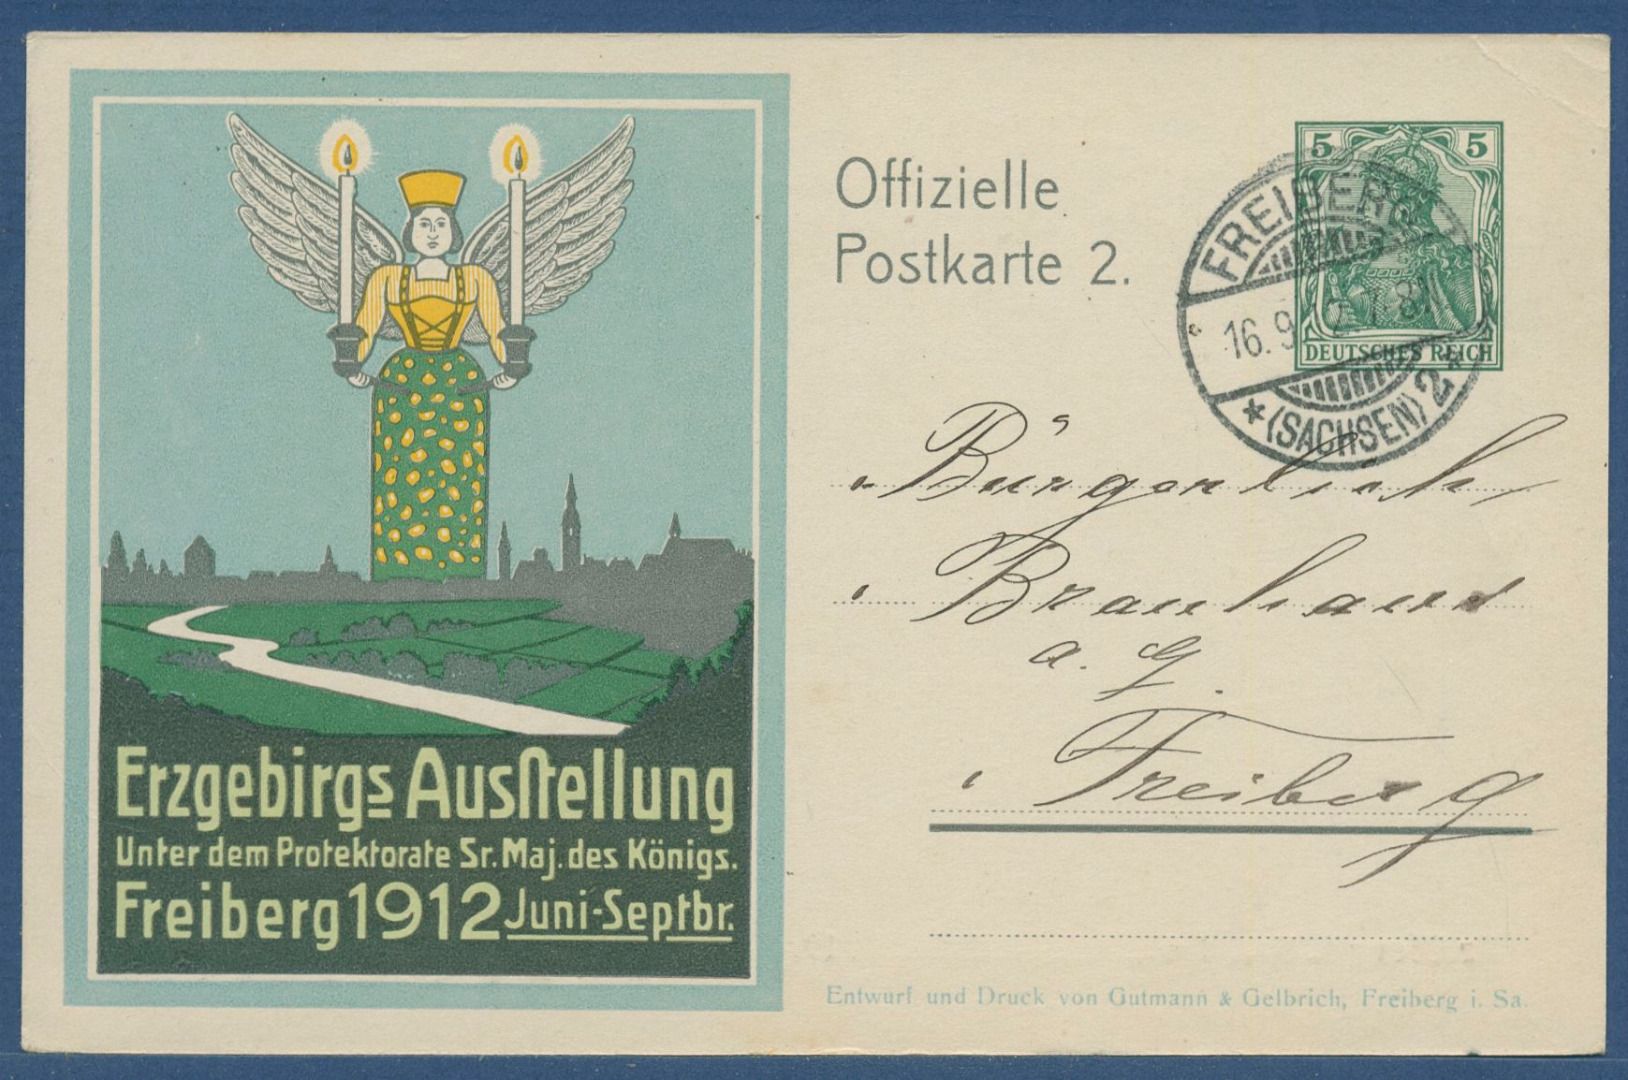 Erzgebirgs Ausstellung
Unter dem Protektorate Sr. Maj. des Königs.
Freiberg 1912 Juni-Septbr.
Offizielle
Postkarte 2.
5 5
DEUTSCHES REICH
FREIBERG
16. 9
* (SACHSEN) 2 *
Bürgerlich
Brauhaus
a. G.
Freiberg
Entwurf und Druck von Gutmann & Gelbrich, Freiberg i. Sa.